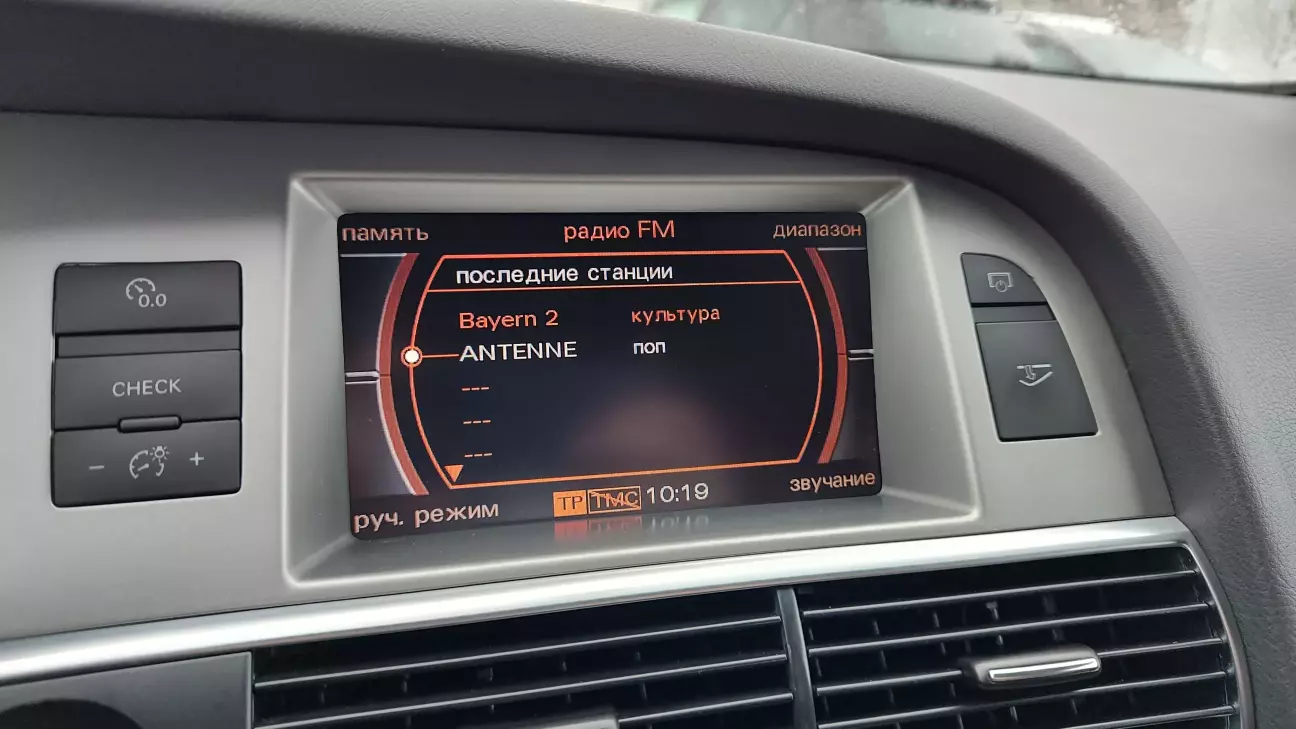 память радио FM диапазон
последние станции
Bayern 2 культура
ANTENNE поп
---
---
---
руч. режим TP TMC 10:19 звучание
0.0
CHECK
− +